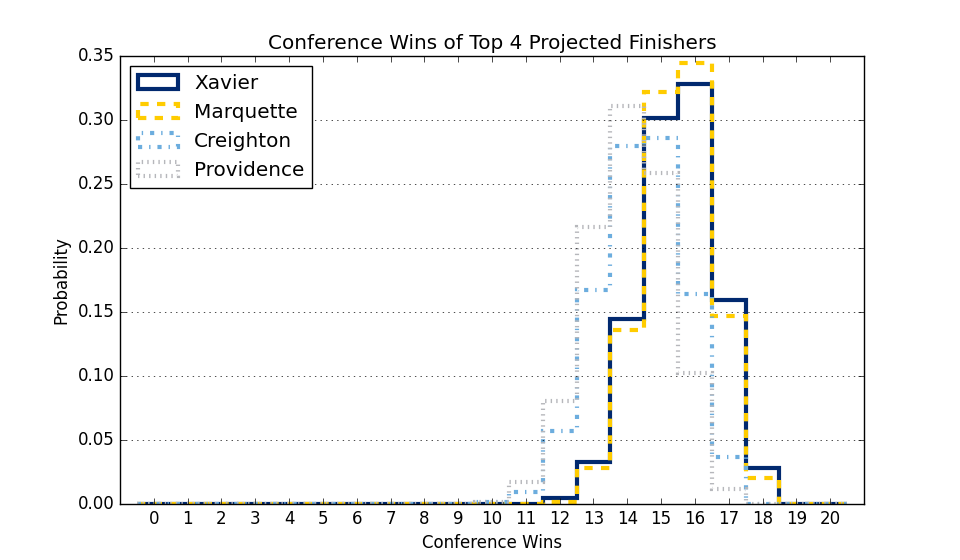 Conference Wins of Top 4 Projected Finishers
0.35
0.30
0.25
0.20
0.15
0.10
0.05
0.00
Probability
Xavier
Marquette
Creighton
Providence
0 1 2 3 4 5 6 7 8 9 10 11 12 13 14 15 16 17 18 19 20
Conference Wins